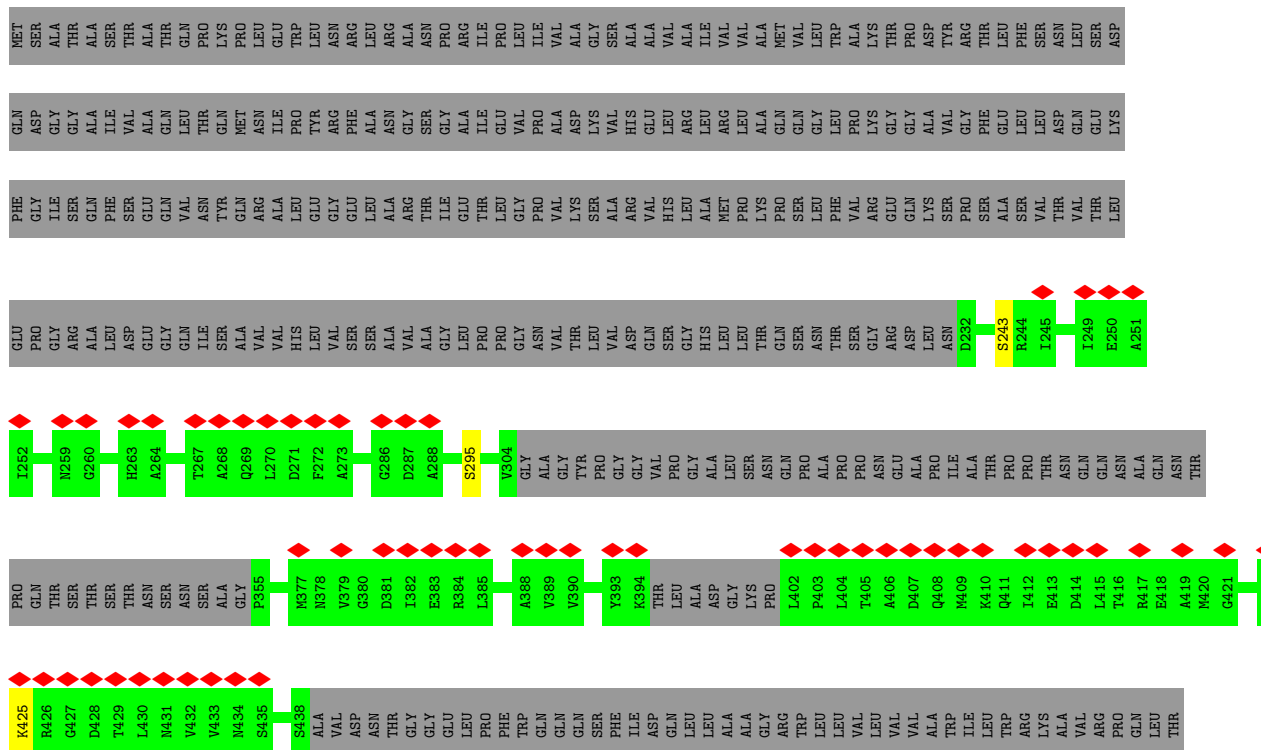 MET SER ALA THR ALA SER THR ALA THR GLN PRO LYS PRO LEU GLU TRP LEU ASN ARG LEU ARG ALA ASN PRO ARG ILE PRO LEU ILE VAL ALA GLY SER ALA ALA VAL ALA ILE VAL VAL ALA MET VAL LEU TRP ALA LYS THR PRO ASP TYR ARG THR LEU PHE SER ASN LEU SER ASP
GLN ASP GLY GLY ALA ILE VAL ALA GLN LEU THR GLN MET ASN ILE PRO TYR ARG PHE ALA ASN GLY SER GLY ALA ILE GLU VAL PRO ALA ASP LYS VAL HIS GLU LEU ARG LEU ARG LEU ALA GLN GLN GLY LEU PRO LYS GLY GLY ALA VAL GLY PHE GLU LEU LEU ASP GLN GLU LYS
PHE GLY ILE SER GLN PHE SER GLU GLN VAL ASN TYR GLN ARG ALA LEU GLU GLY GLU LEU ALA ARG THR ILE GLU THR LEU GLY PRO VAL LYS SER ALA ARG VAL HIS LEU ALA MET PRO LYS PRO SER LEU PHE VAL ARG GLU GLN LYS SER PRO SER ALA SER VAL THR VAL THR LEU
GLU PRO GLY ARG ALA LEU ASP GLU GLY GLN ILE SER ALA VAL VAL HIS LEU VAL SER SER ALA VAL ALA GLY LEU PRO PRO GLY ASN VAL THR LEU VAL ASP GLN SER GLY HIS LEU LEU THR GLN SER ASN THR SER GLY ARG ASP LEU ASN D232 S243 R244 I245 I249 E250 A251
I252 N259 G260 H263 A264 T267 A268 Q269 L270 D271 F272 A273 G286 D287 A288 S295 V304 GLY ALA GLY TYR PRO GLY GLY VAL PRO GLY ALA LEU SER ASN GLN PRO ALA PRO PRO ASN GLU ALA PRO ILE ALA THR PRO PRO THR ASN GLN GLN ASN ALA GLN ASN THR
PRO GLN THR SER THR SER THR ASN SER ASN SER ALA GLY P355 M377 N378 V379 G380 D381 I382 E383 R384 L385 A388 V389 V390 Y393 K394 THR LEU ALA ASP GLY LYS PRO L402 P403 L404 T405 A406 D407 Q408 M409 K410 Q411 I412 E413 D414 L415 T416 R417 E418 A419 M420 G421
K425 R426 G427 D428 T429 L430 N431 V432 V433 N434 S435 S438 ALA VAL ASP ASN THR GLY GLY GLU LEU PRO PHE TRP GLN GLN GLN SER PHE ILE ASP GLN LEU LEU ALA ALA GLY ARG TRP LEU LEU VAL LEU VAL VAL ALA TRP ILE LEU TRP ARG LYS ALA VAL ARG PRO GLN LEU THR